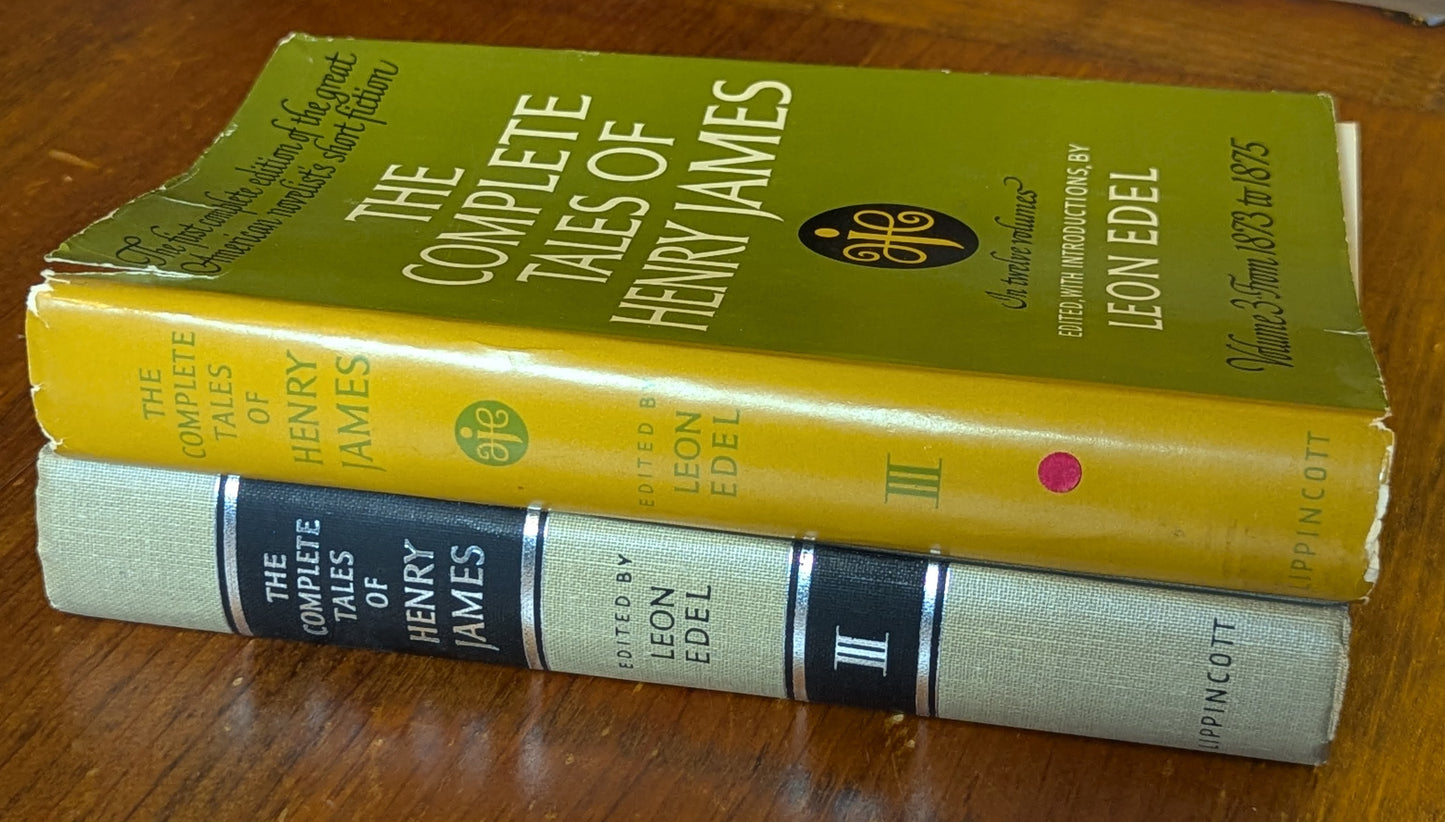 The first complete edition of the great
American novelist's short fiction
THE
COMPLETE
TALES OF
HENRY JAMES
In twelve volumes
EDITED, WITH INTRODUCTIONS, BY
LEON EDEL
Volume 3 From 1873 to 1875
THE
COMPLETE
TALES
OF
HENRY
JAMES
EDITED BY
LEON
EDEL
III
LIPPINCOTT
THE
COMPLETE
TALES
OF
HENRY
JAMES
EDITED BY
LEON
EDEL
III
LIPPINCOTT